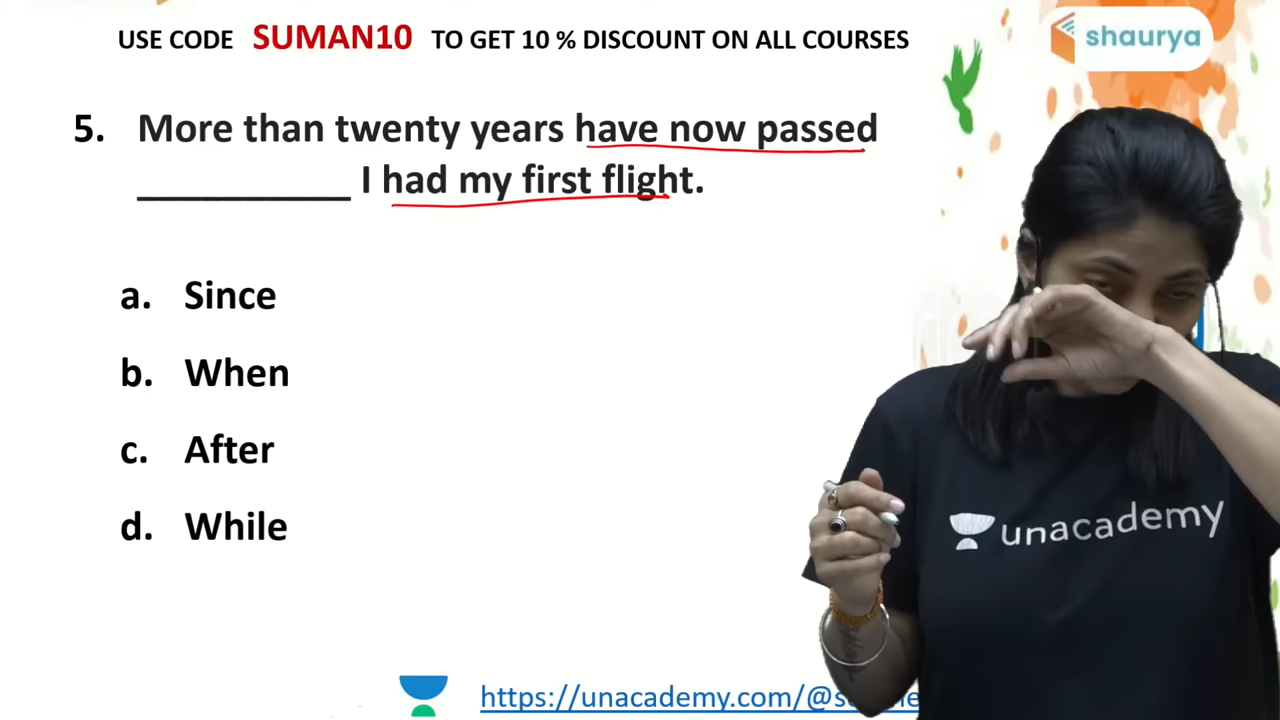 USE CODE SUMAN10 TO GET 10 % DISCOUNT ON ALL COURSES
shaurya
5. More than twenty years have now passed
__________ I had my first flight.
a. Since
b. When
c. After
d. While
unacademy
https://unacademy.com/@s